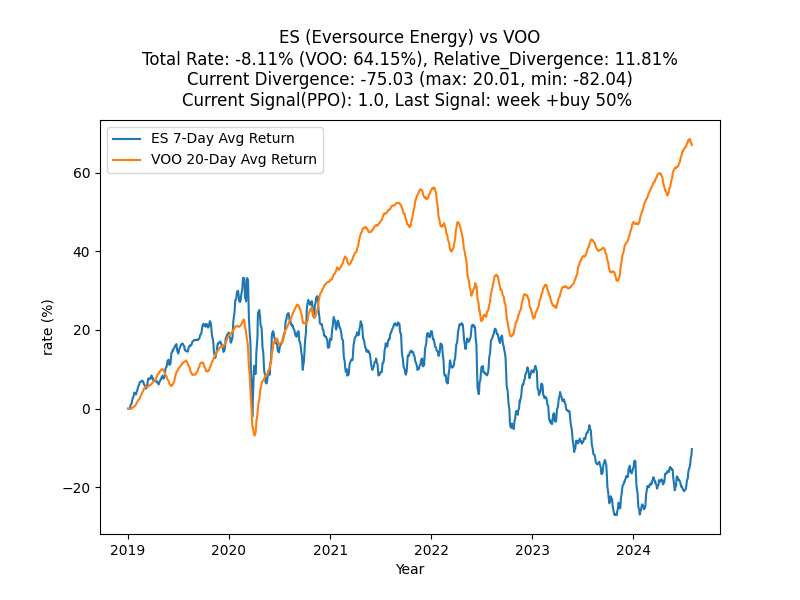 ES (Eversource Energy) vs VOO
Total Rate: -8.11% (VOO: 64.15%), Relative_Divergence: 11.81%
Current Divergence: -75.03 (max: 20.01, min: -82.04)
Current Signal(PPO): 1.0, Last Signal: week +buy 50%
ES 7-Day Avg Return
VOO 20-Day Avg Return
rate (%)
60
40
20
0
−20
2019
2020
2021
2022
2023
2024
Year